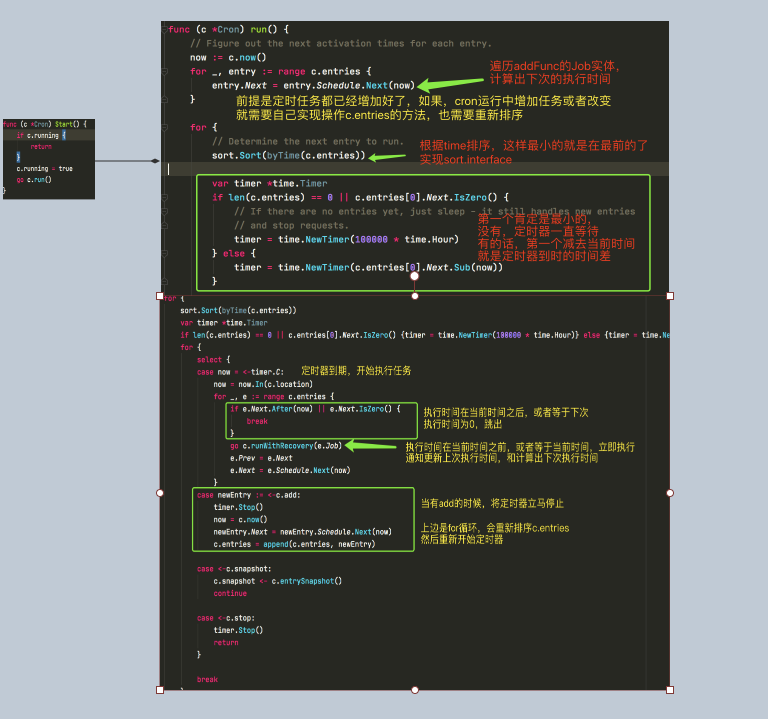 func (c *Cron) Start() {
if c.running {
return
}
c.running = true
go c.run()
}
func (c *Cron) run() {
// Figure out the next activation times for each entry.
now := c.now()
for _, entry := range c.entries {
entry.Next = entry.Schedule.Next(now)
}
遍历addFunc的Job实体，
计算出下次的执行时间
前提是定时任务都已经增加好了，如果，cron运行中增加任务或者改变
就需要自己实现操作c.entries的方法，也需要重新排序
for {
// Determine the next entry to run.
sort.Sort(byTime(c.entries))
根据time排序，这样最小的就是在最前的了
实现sort.interface
var timer *time.Timer
if len(c.entries) == 0 || c.entries[0].Next.IsZero() {
// If there are no entries yet, just sleep - it still handles new entries
// and stop requests.
timer = time.NewTimer(100000 * time.Hour)
} else {
timer = time.NewTimer(c.entries[0].Next.Sub(now))
}
第一个肯定是最小的，
没有，定时器一直等待
有的话，第一个减去当前时间
就是定时器到时的时间差
for {
sort.Sort(byTime(c.entries))
var timer *time.Timer
if len(c.entries) == 0 || c.entries[0].Next.IsZero() {timer = time.NewTimer(100000 * time.Hour)} else {timer = time.Ne
for {
select {
case now = <-timer.C:
定时器到期，开始执行任务
now = now.In(c.location)
for _, e := range c.entries {
if e.Next.After(now) || e.Next.IsZero() {
break
}
执行时间在当前时间之后，或者等于下次
执行时间为0，跳出
go c.runWithRecovery(e.Job)
e.Prev = e.Next
e.Next = e.Schedule.Next(now)
}
执行时间在当前时间之前，或者等于当前时间，立即执行
通知更新上次执行时间，和计算出下次执行时间
case newEntry := <-c.add:
timer.Stop()
now = c.now()
newEntry.Next = newEntry.Schedule.Next(now)
c.entries = append(c.entries, newEntry)
当有add的时候，将定时器立马停止
上边是for循环，会重新排序c.entries
然后重新开始定时器
case <-c.snapshot:
c.snapshot <- c.entrySnapshot()
continue
case <-c.stop:
timer.Stop()
return
}
break